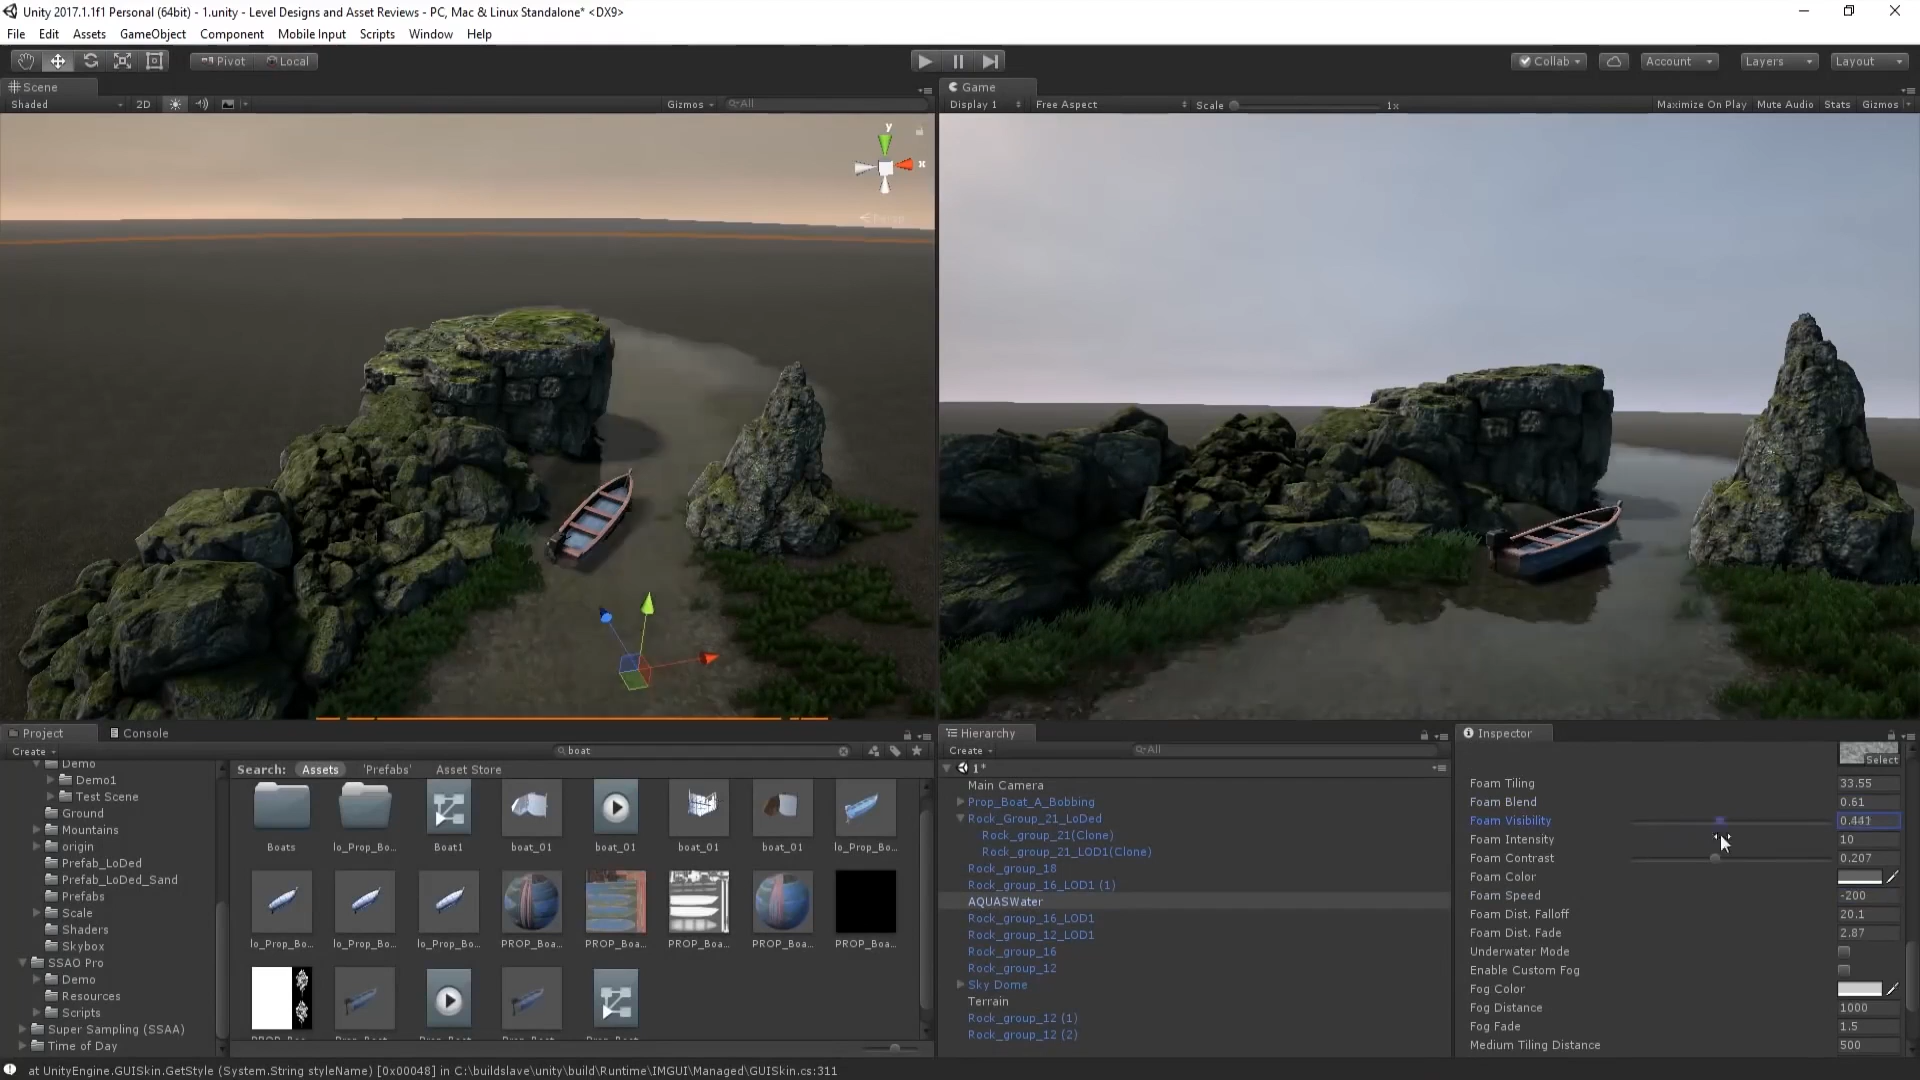 Unity 2017.1.1f1 Personal (64bit) - 1.unity - Level Designs and Asset Reviews - PC, Mac & Linux Standalone* <DX9>
File Edit Assets GameObject Component Mobile Input Scripts Window Help
Pivot Local Collab Account Layers Layout
Scene
Shaded 2D Gizmos All
y
x
Persp
Game
Display 1 Free Aspect Scale 1x Maximize On Play Mute Audio Stats Gizmos
Project Console
Create boat
Demo
Demo1
Test Scene
Ground
Mountains
origin
Prefab_LoDed
Prefab_LoDed_Sand
Prefabs
Scale
Shaders
Skybox
SSAO Pro
Demo
Resources
Scripts
Super Sampling (SSAA)
Time of Day
Search: Assets 'Prefabs' Asset Store
Boats lo_Prop_Bo... Boat1 boat_01 boat_01 boat_01 boat_01 lo_Prop_Bo...
lo_Prop_Bo... lo_Prop_Bo... lo_Prop_Bo... PROP_Boa... PROP_Boa... PROP_Boa... PROP_Boa... PROP_Boa...
PROP_Boa... Prop_Boat... Prop_Boat... Prop_Boat... Prop_Boat...
Hierarchy
Create All
1*
Main Camera
Prop_Boat_A_Bobbing
Rock_Group_21_LoDed
Rock_group_21(Clone)
Rock_group_21_LOD1(Clone)
Rock_group_18
Rock_group_16_LOD1 (1)
AQUASWater
Rock_group_16_LOD1
Rock_group_12_LOD1
Rock_group_16
Rock_group_12
Sky Dome
Terrain
Rock_group_12 (1)
Rock_group_12 (2)
Inspector
Select
Foam Tiling 33.55
Foam Blend 0.61
Foam Visibility 0.441
Foam Intensity 10
Foam Contrast 0.207
Foam Color
Foam Speed -200
Foam Dist. Falloff 20.1
Foam Dist. Fade 2.87
Underwater Mode
Enable Custom Fog
Fog Color
Fog Distance 1000
Fog Fade 1.5
Medium Tiling Distance 500
at UnityEngine.GUISkin.GetStyle (System.String styleName) [0x00048] in C:\buildslave\unity\build\Runtime\IMGUI\Managed\GUISkin.cs:311